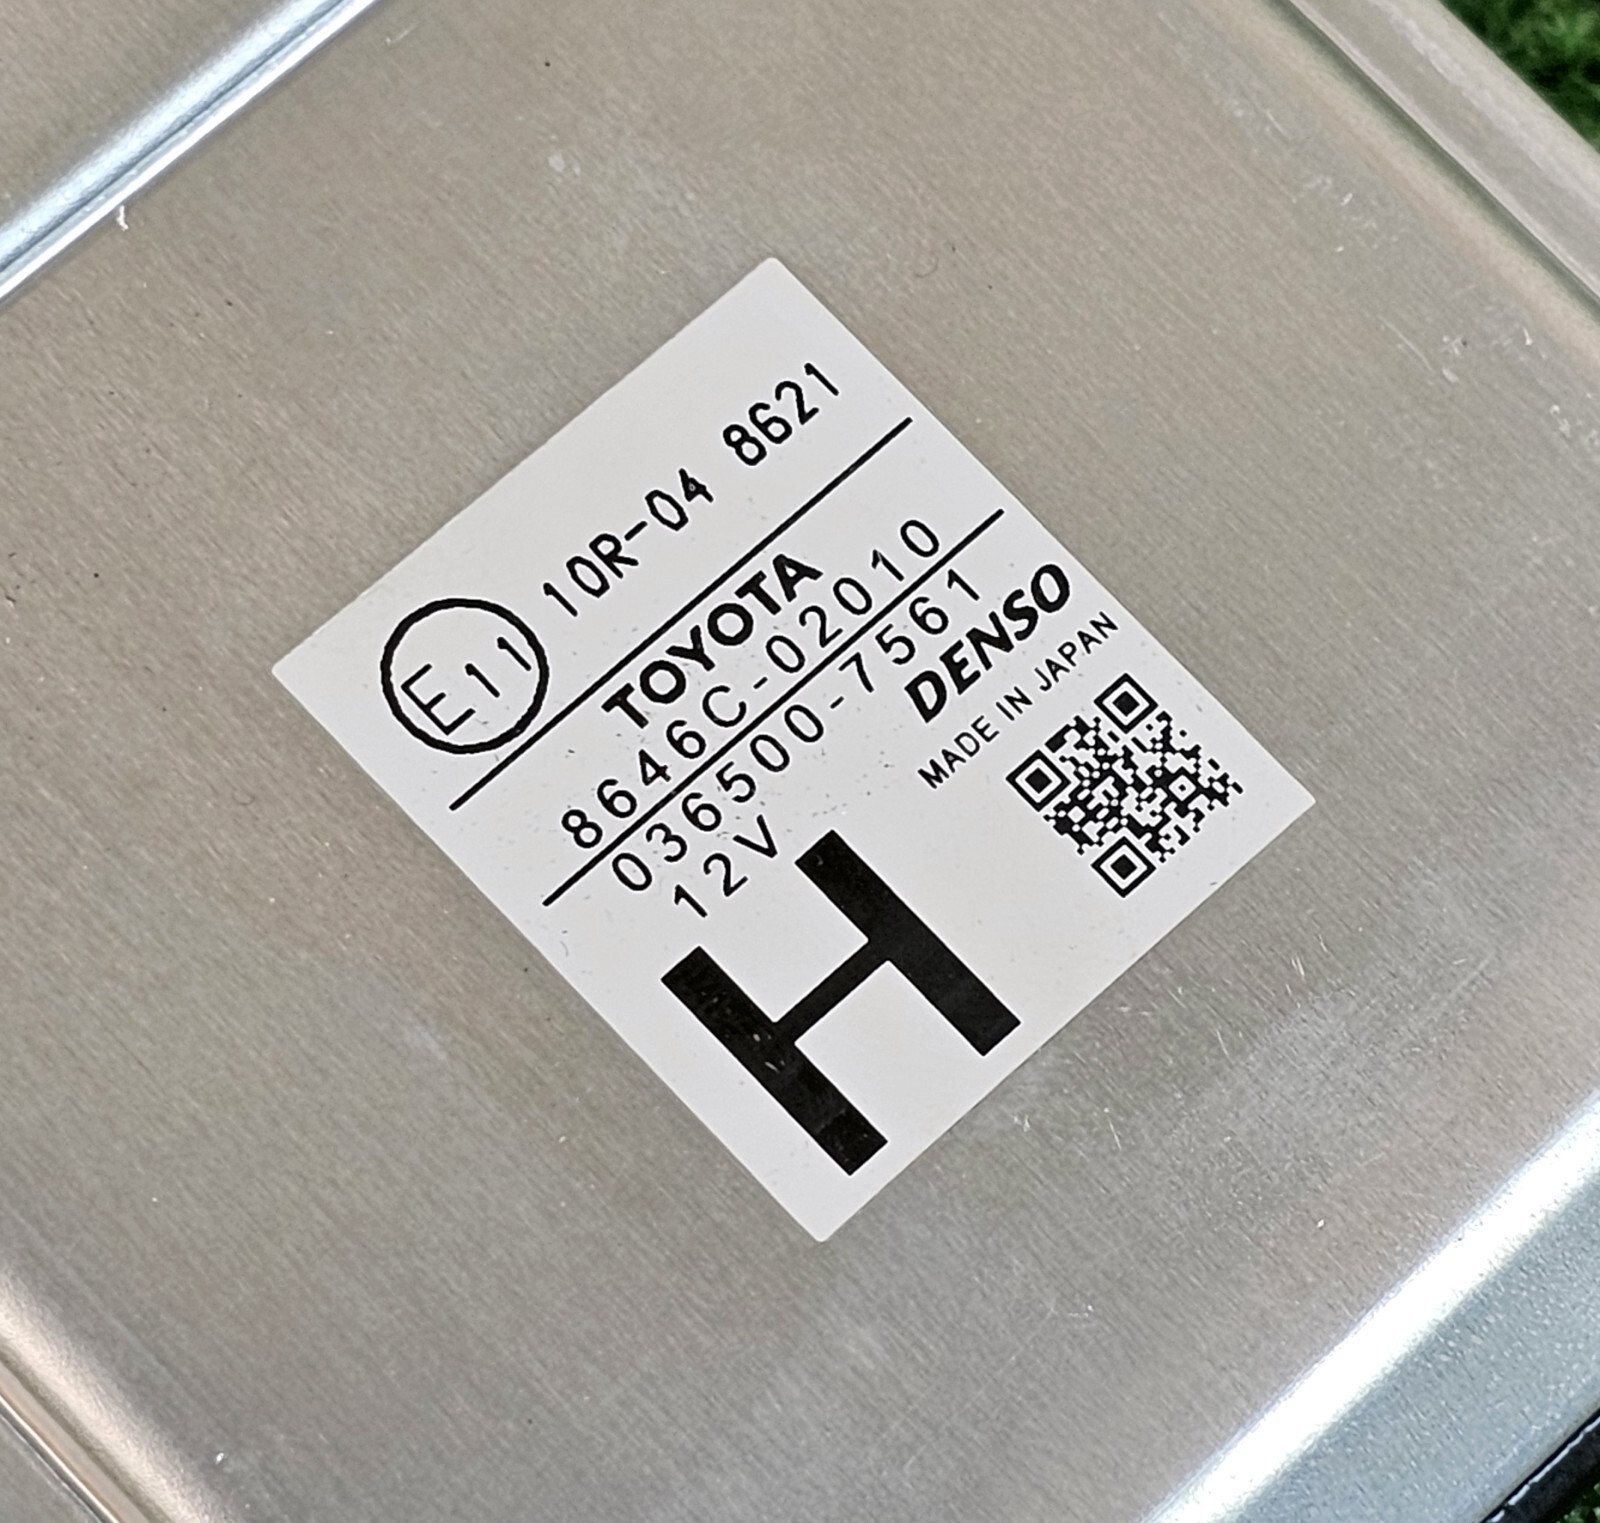 E11 10R-04 8621
TOYOTA
8646C-02010
036500-7561
12V
DENSO
MADE IN JAPAN
H